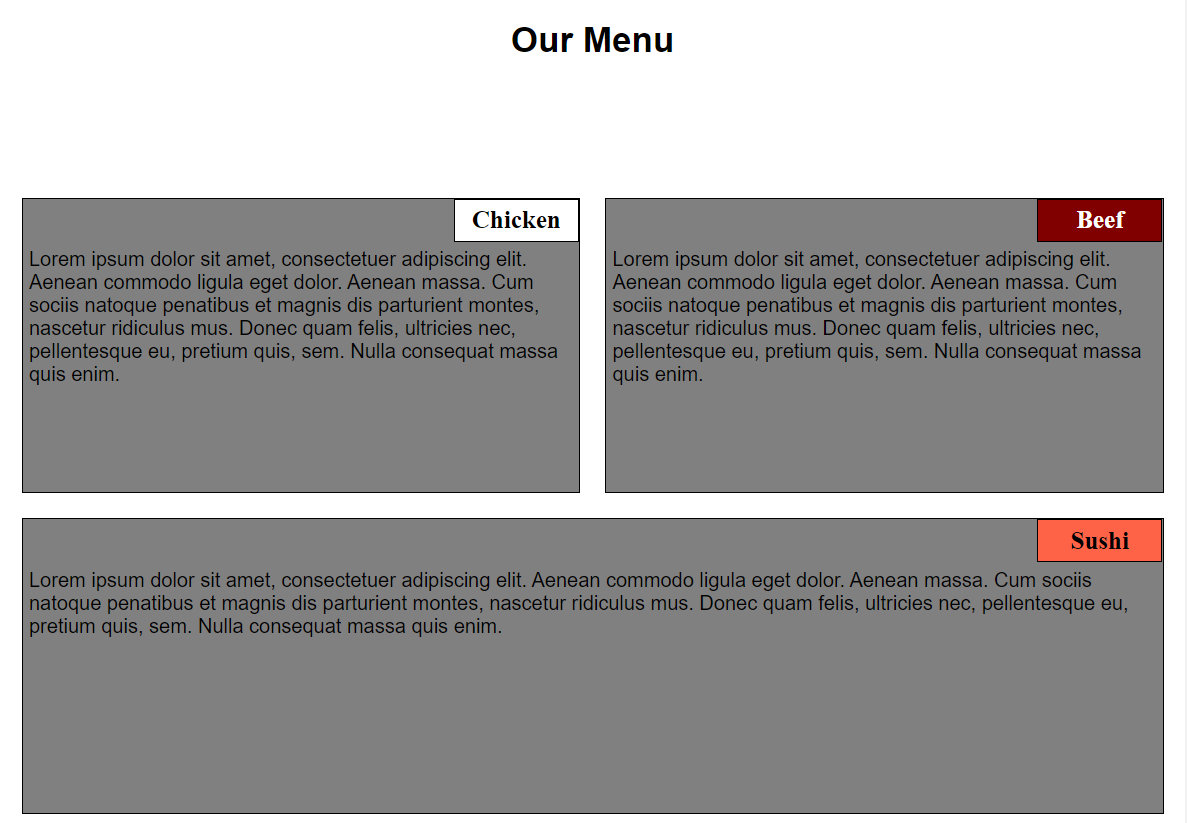 Our Menu
Chicken
Lorem ipsum dolor sit amet, consectetuer adipiscing elit.
Aenean commodo ligula eget dolor. Aenean massa. Cum
sociis natoque penatibus et magnis dis parturient montes,
nascetur ridiculus mus. Donec quam felis, ultricies nec,
pellentesque eu, pretium quis, sem. Nulla consequat massa
quis enim.
Beef
Lorem ipsum dolor sit amet, consectetuer adipiscing elit.
Aenean commodo ligula eget dolor. Aenean massa. Cum
sociis natoque penatibus et magnis dis parturient montes,
nascetur ridiculus mus. Donec quam felis, ultricies nec,
pellentesque eu, pretium quis, sem. Nulla consequat massa
quis enim.
Sushi
Lorem ipsum dolor sit amet, consectetuer adipiscing elit. Aenean commodo ligula eget dolor. Aenean massa. Cum sociis
natoque penatibus et magnis dis parturient montes, nascetur ridiculus mus. Donec quam felis, ultricies nec, pellentesque eu,
pretium quis, sem. Nulla consequat massa quis enim.